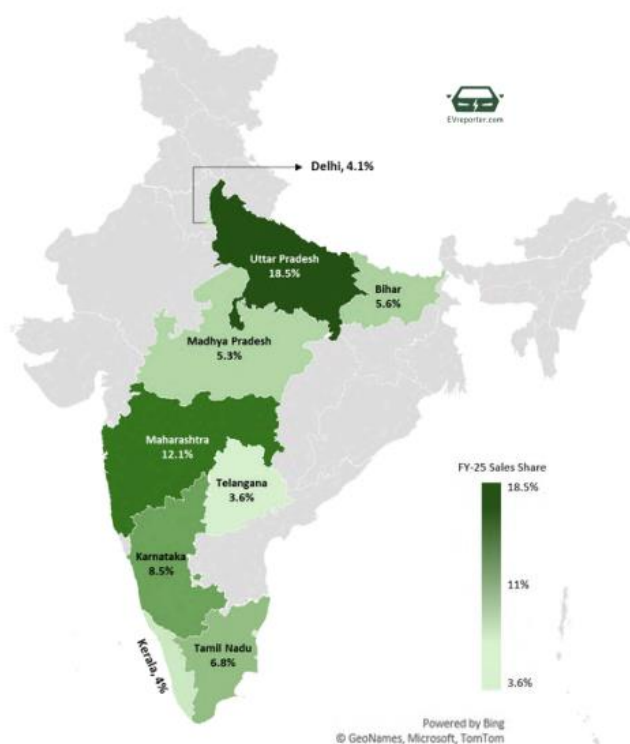 EVreporter.com
Delhi, 4.1%
Uttar Pradesh
18.5%
Bihar
5.6%
Madhya Pradesh
5.3%
Maharashtra
12.1%
Telangana
3.6%
Karnataka
8.5%
Kerala, 4%
Tamil Nadu
6.8%
FY-25 Sales Share
18.5%
11%
3.6%
Powered by Bing
© GeoNames, Microsoft, TomTom